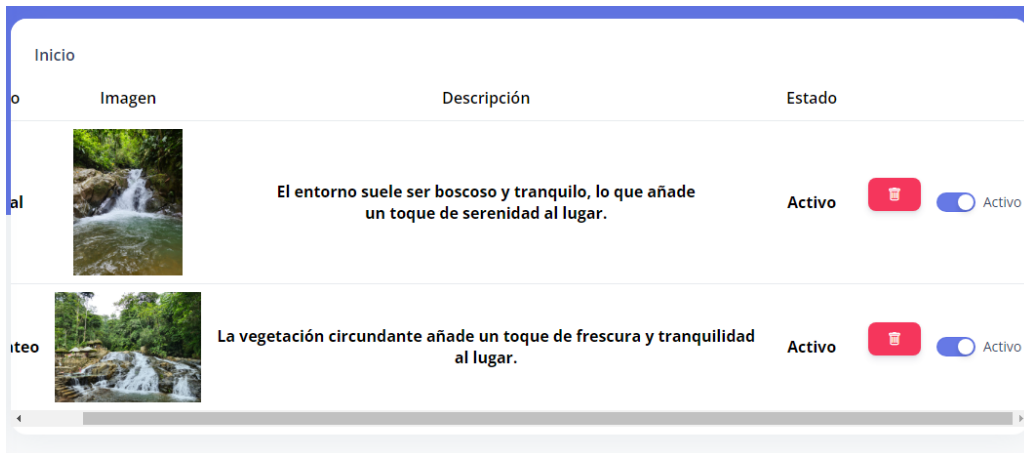 Inicio
o Imagen Descripción Estado
El entorno suele ser boscoso y tranquilo, lo que añade
un toque de serenidad al lugar.
al Activo Activo
La vegetación circundante añade un toque de frescura y tranquilidad
al lugar.
ateo Activo Activo